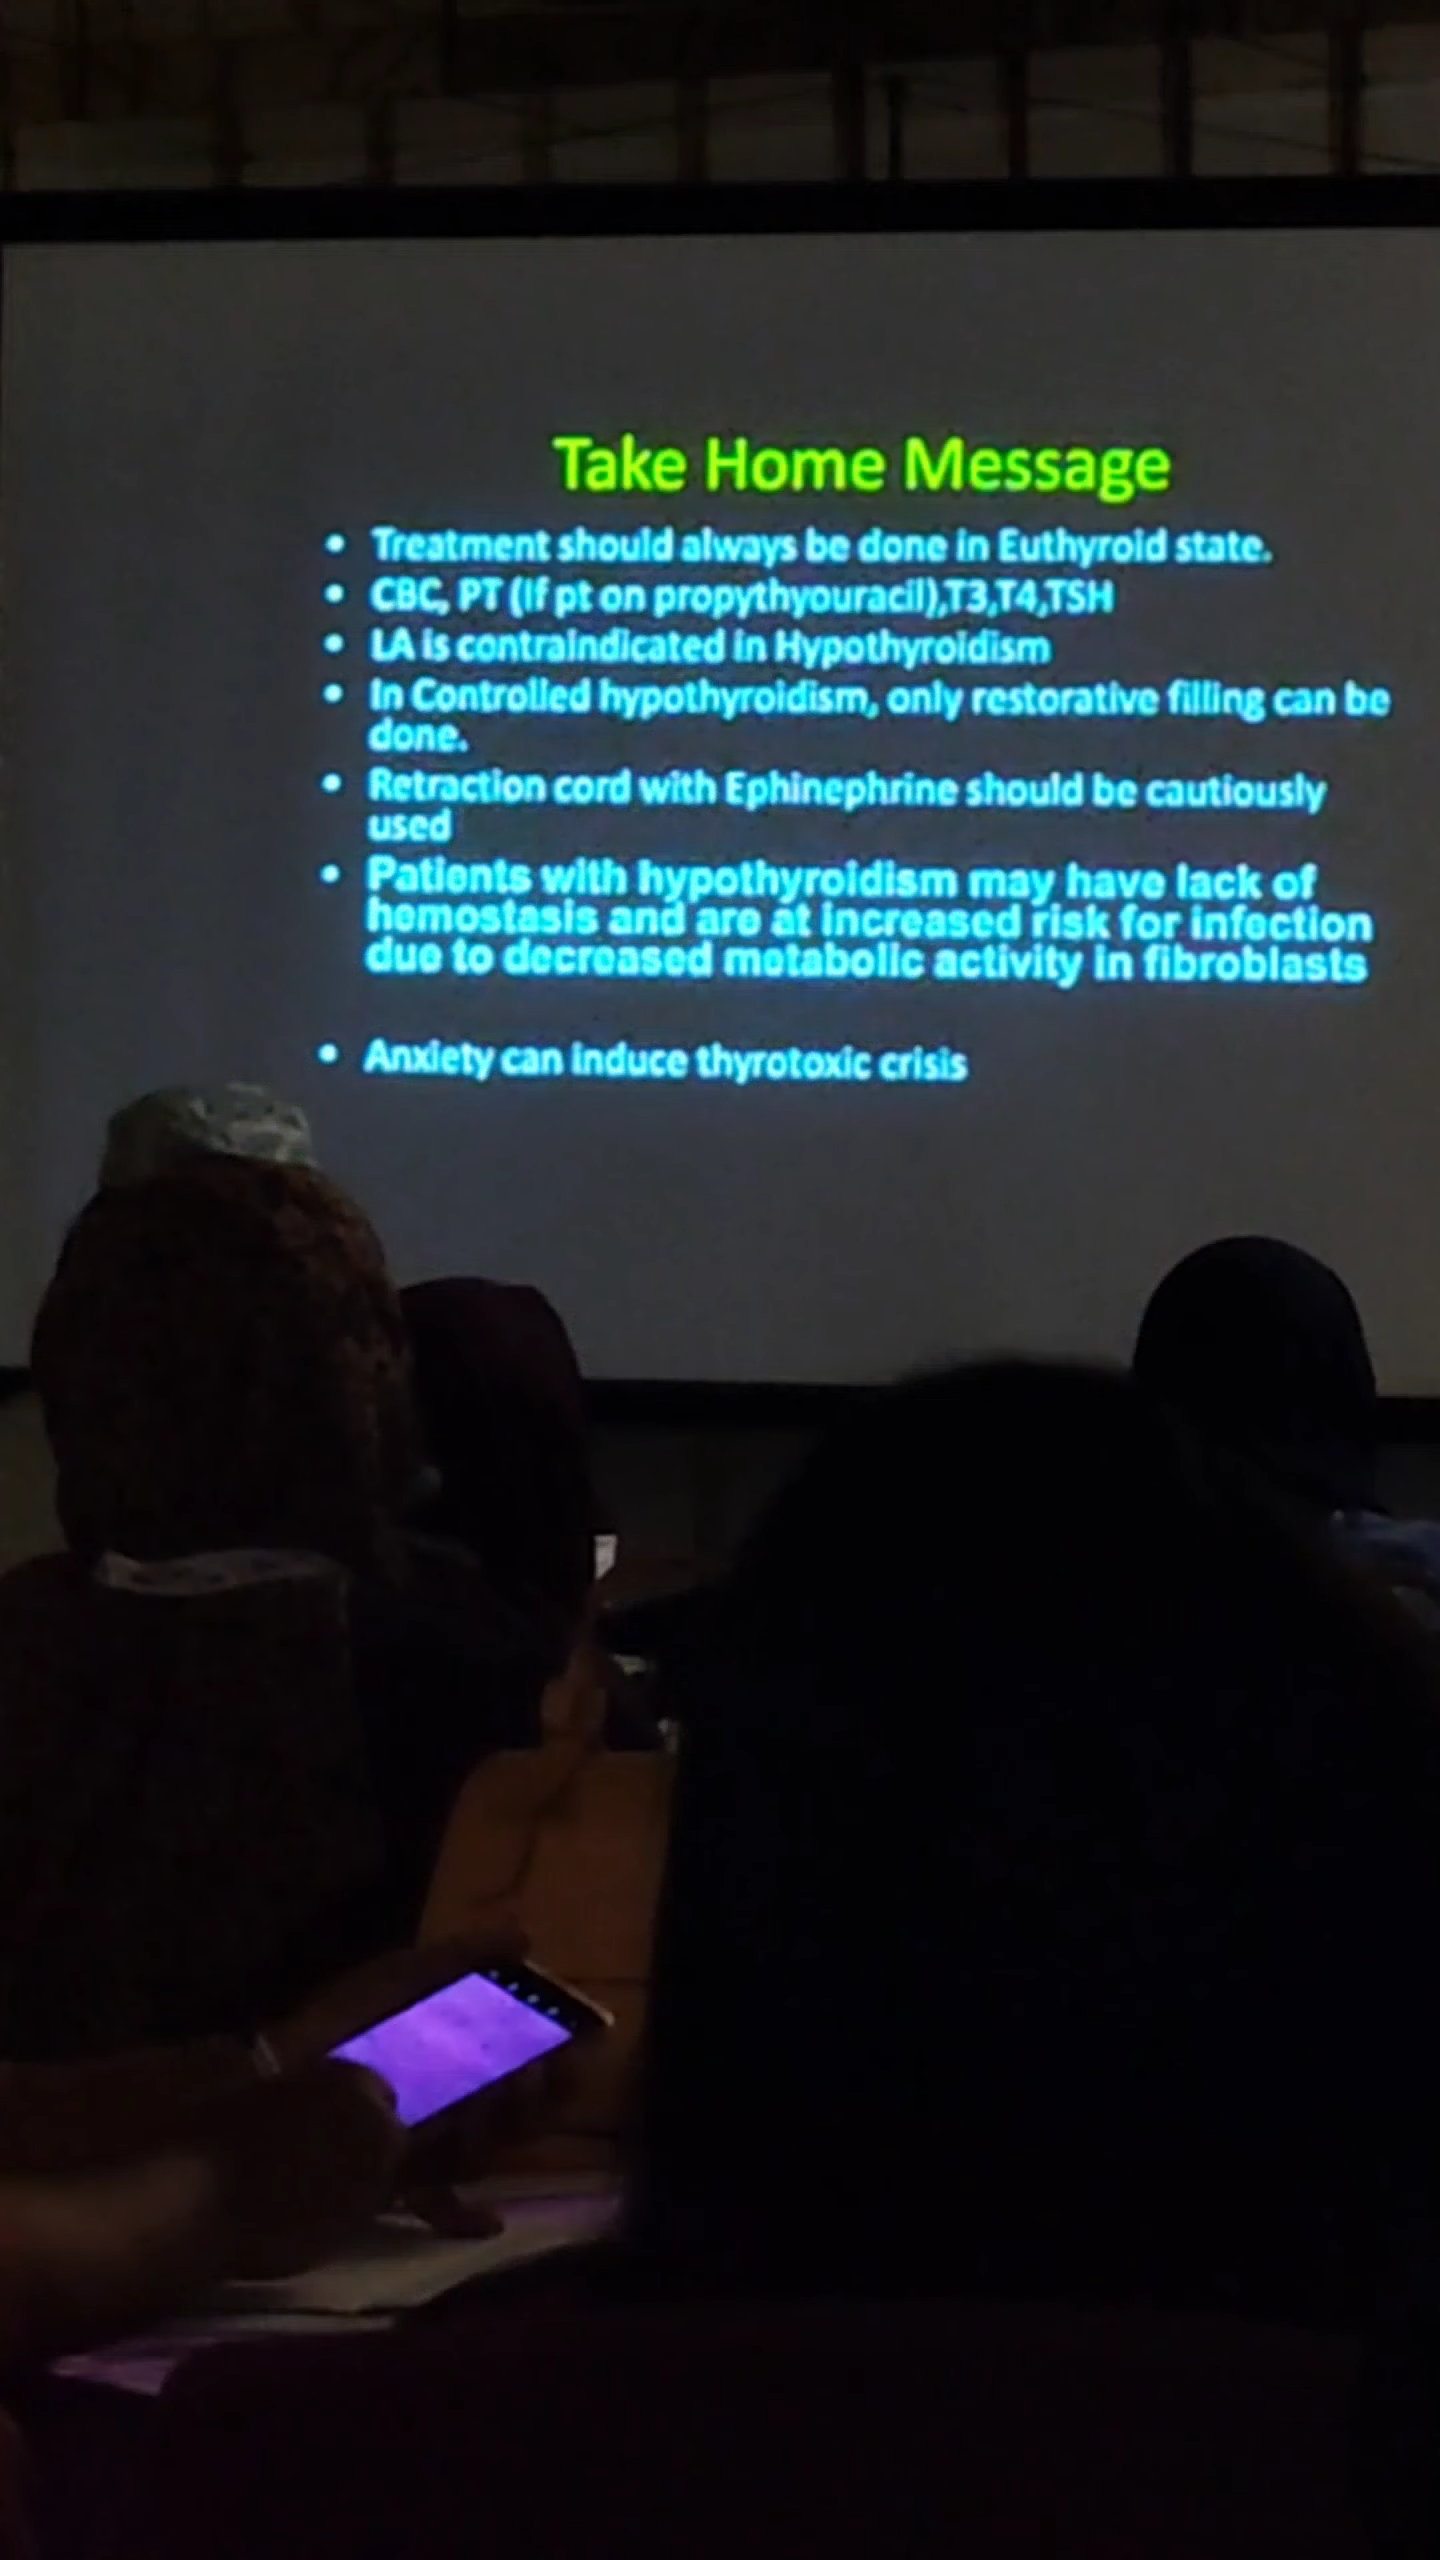 Take Home Message
• Treatment should always be done in Euthyroid state.
• CBC, PT (If pt on propythyouracil),T3,T4,TSH
• LA is contraindicated in Hypothyroidism
• In Controlled hypothyroidism, only restorative filling can be
done.
• Retraction cord with Ephinephrine should be cautiously
used
• Patients with hypothyroidism may have lack of
hemostasis and are at increased risk for infection
due to decreased metabolic activity in fibroblasts
• Anxiety can induce thyrotoxic crisis